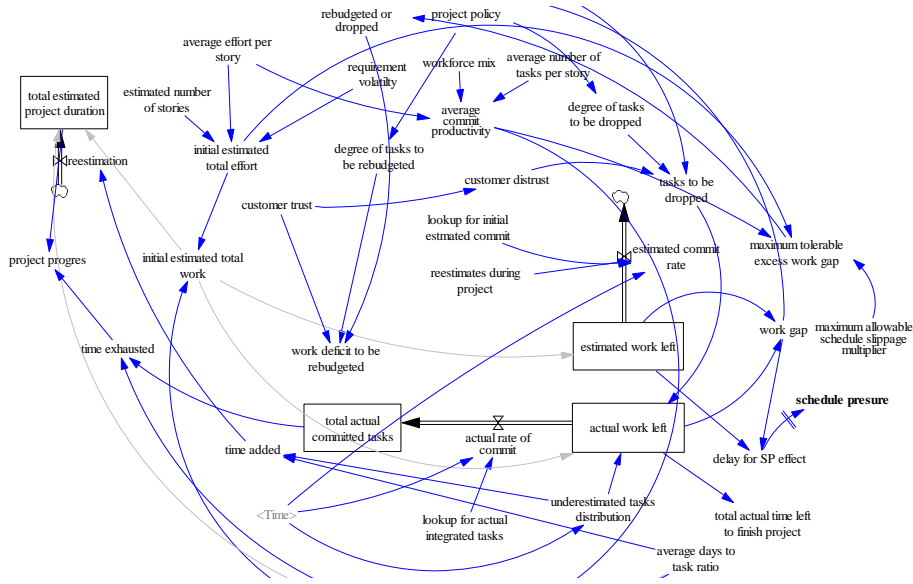 rebudgeted or
dropped
project policy
average effort per
story
requirement
volatilty
workforce mix
average number of
tasks per story
total estimated
project duration
estimated number
of stories
average
commit
productivity
degree of tasks
to be dropped
initial estimated
total effort
degree of tasks to
be rebudgeted
reestimation
customer distrust
tasks to be
dropped
customer trust
lookup for initial
estmated commit
estimated commit
rate
maximum tolerable
excess work gap
project progres
initial estimated total
work
reestimates during
project
time exhausted
work deficit to be
rebudgeted
estimated work left
work gap
maximum allowable
schedule slippage
multiplier
schedule presure
total actual
committed tasks
actual rate of
commit
actual work left
time added
delay for SP effect
<Time>
lookup for actual
integrated tasks
underestimated tasks
distribution
total actual time left
to finish project
average days to
task ratio